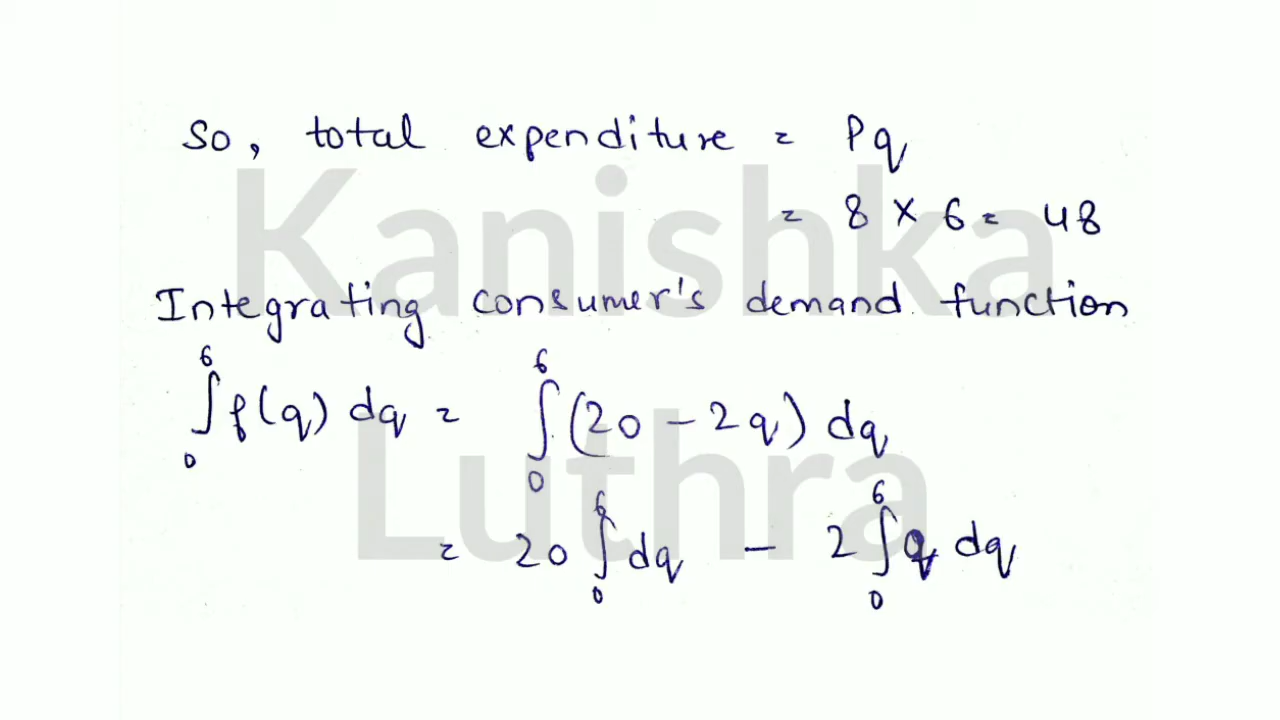 So, total expenditure = Pq
= 8 × 6 = 48
Integrating consumer's demand function
∫₀⁶ f(q) dq = ∫₀⁶ (20 - 2q) dq
= 20 ∫₀⁶ dq - 2 ∫₀⁶ q dq
Kanishka
Luthra